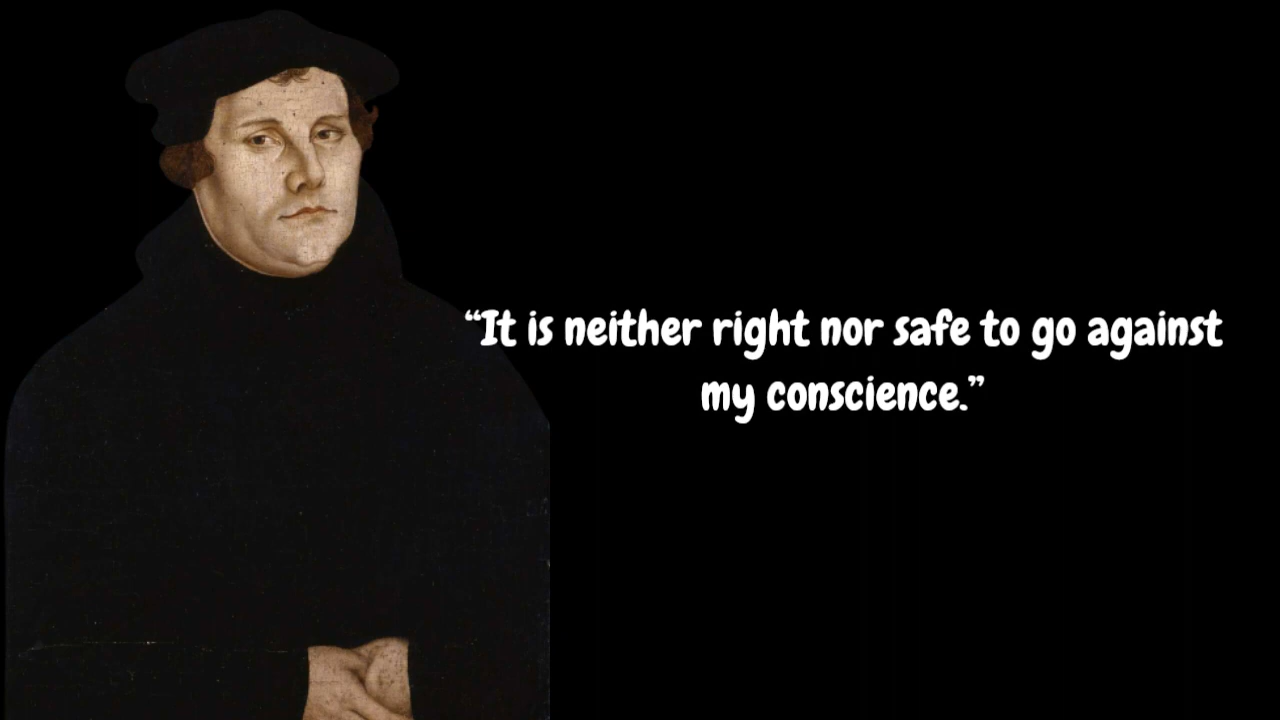 “It is neither right nor safe to go against
my conscience.”